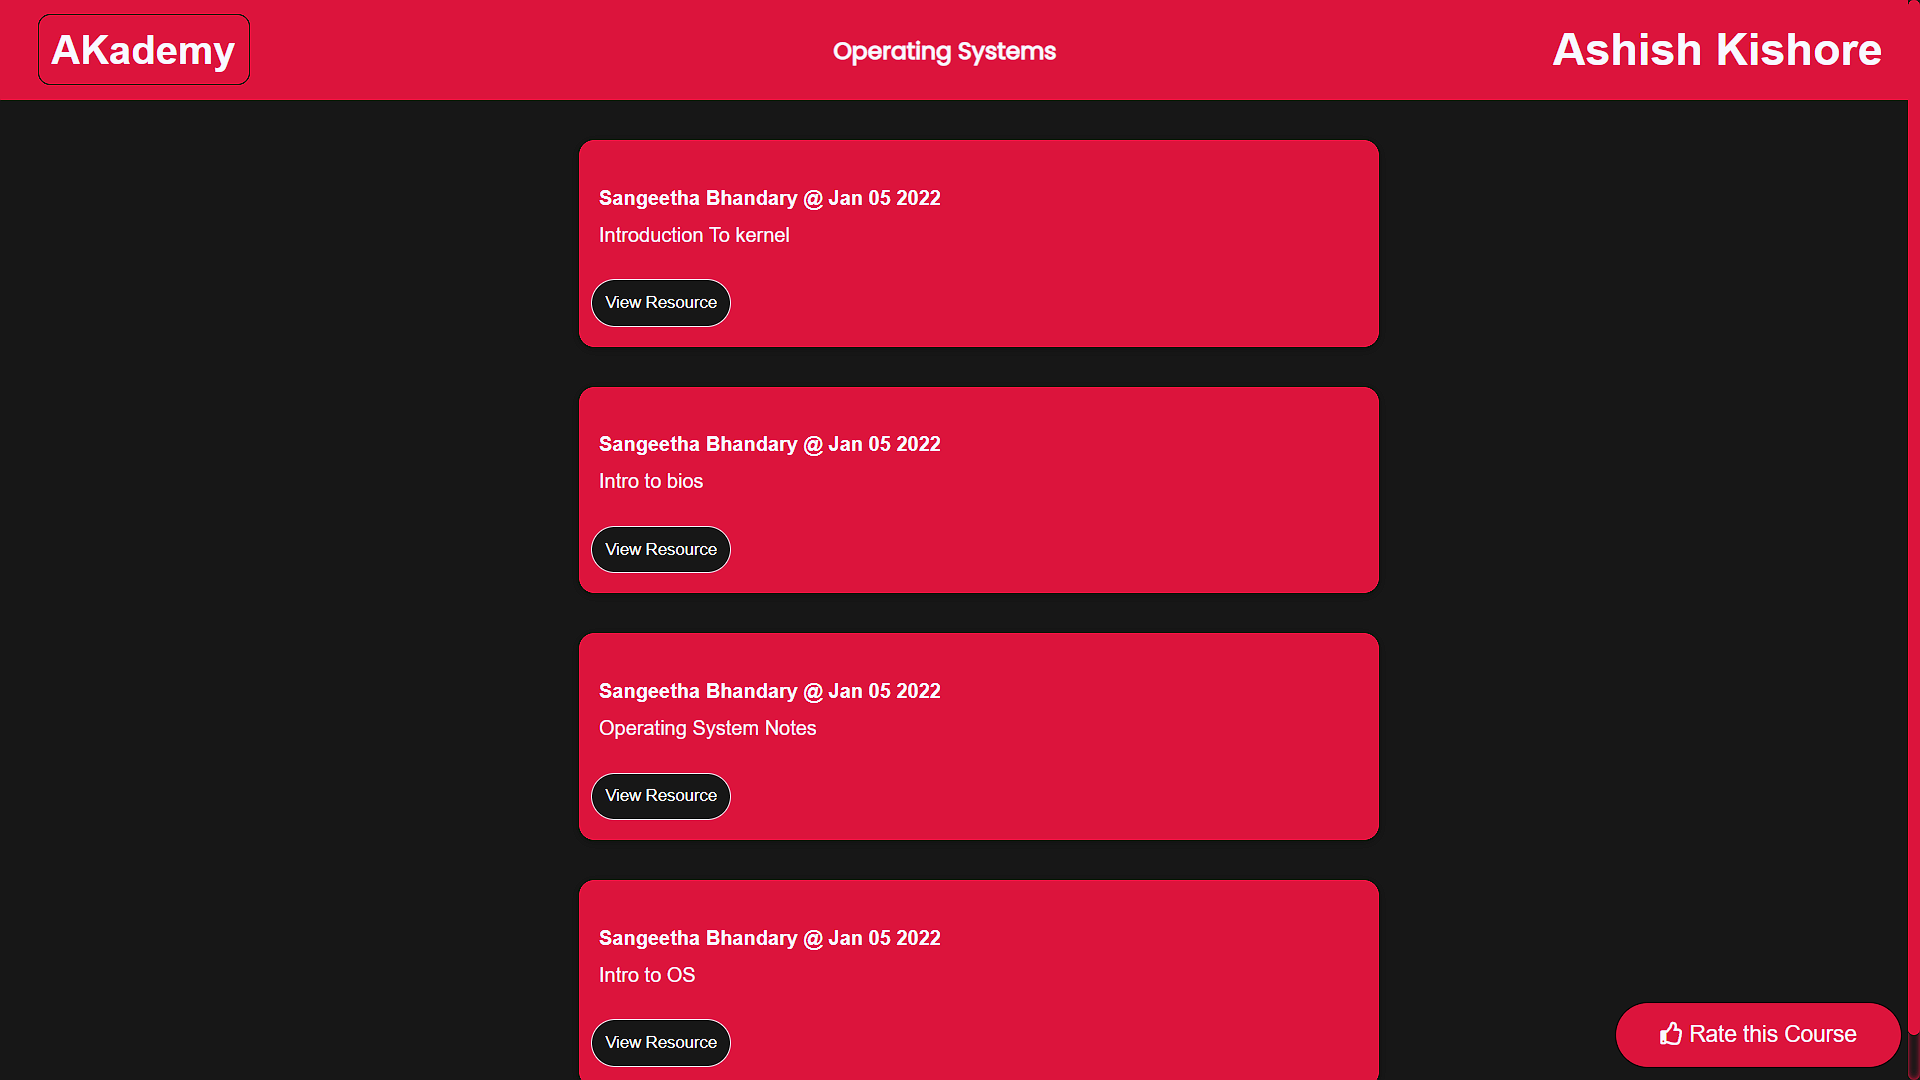 AKademy
Operating Systems
Ashish Kishore
Sangeetha Bhandary @ Jan 05 2022
Introduction To kernel
View Resource
Sangeetha Bhandary @ Jan 05 2022
Intro to bios
View Resource
Sangeetha Bhandary @ Jan 05 2022
Operating System Notes
View Resource
Sangeetha Bhandary @ Jan 05 2022
Intro to OS
View Resource
Rate this Course